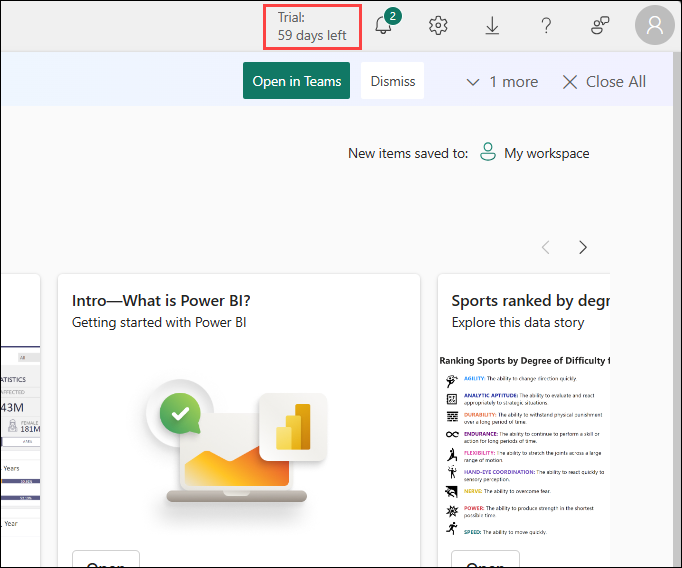 Trial:
59 days left
2
Open in Teams
Dismiss
1 more
Close All
New items saved to:
My workspace
All
TATISTICS
AFFECTED
43M
FEMALE
181M
Years
, Year
Intro—What is Power BI?
Getting started with Power BI
Open
Sports ranked by degr
Explore this data story
Ranking Sports by Degree of Difficulty f
AGILITY: The ability to change direction quickly.
ANALYTIC APTITUDE: The ability to evaluate and react
appropriately to strategic situations.
DURABILITY: The ability to withstand physical punishment
over a long period of time.
ENDURANCE: The ability to continue to perform a skill or
action for long periods of time.
FLEXIBILITY: The ability to stretch the joints across a large
range of motion.
HAND-EYE COORDINATION: The ability to react quickly to
sensory perception.
NERVE: The ability to overcome fear.
POWER: The ability to produce strength in the shortest
possible time.
SPEED: The ability to move quickly.
Open